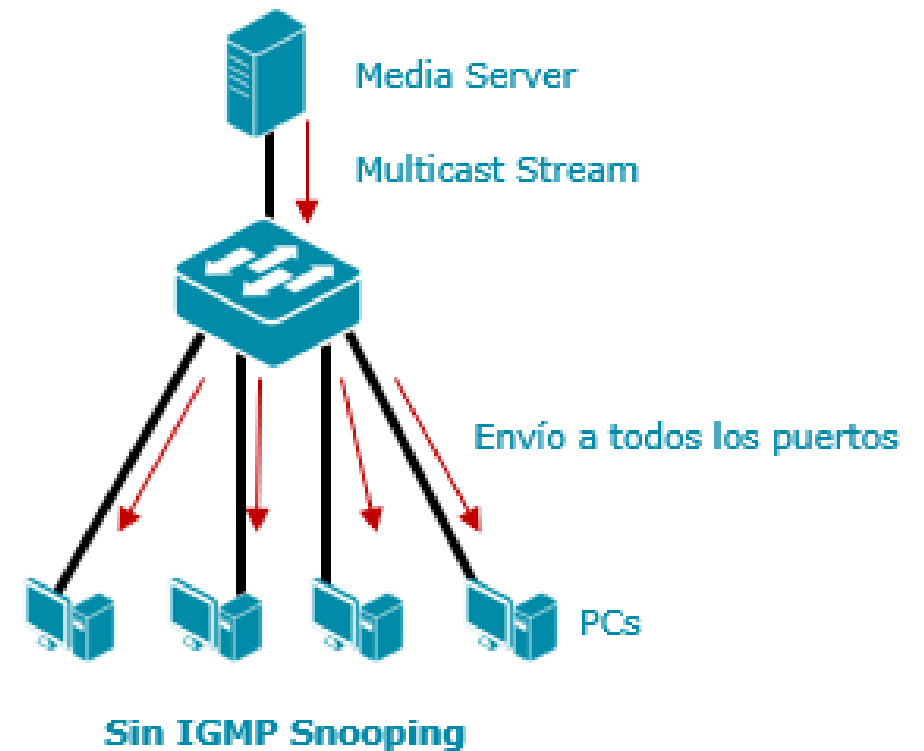 Media Server
Multicast Stream
Envío a todos los puertos
PCs
Sin IGMP Snooping